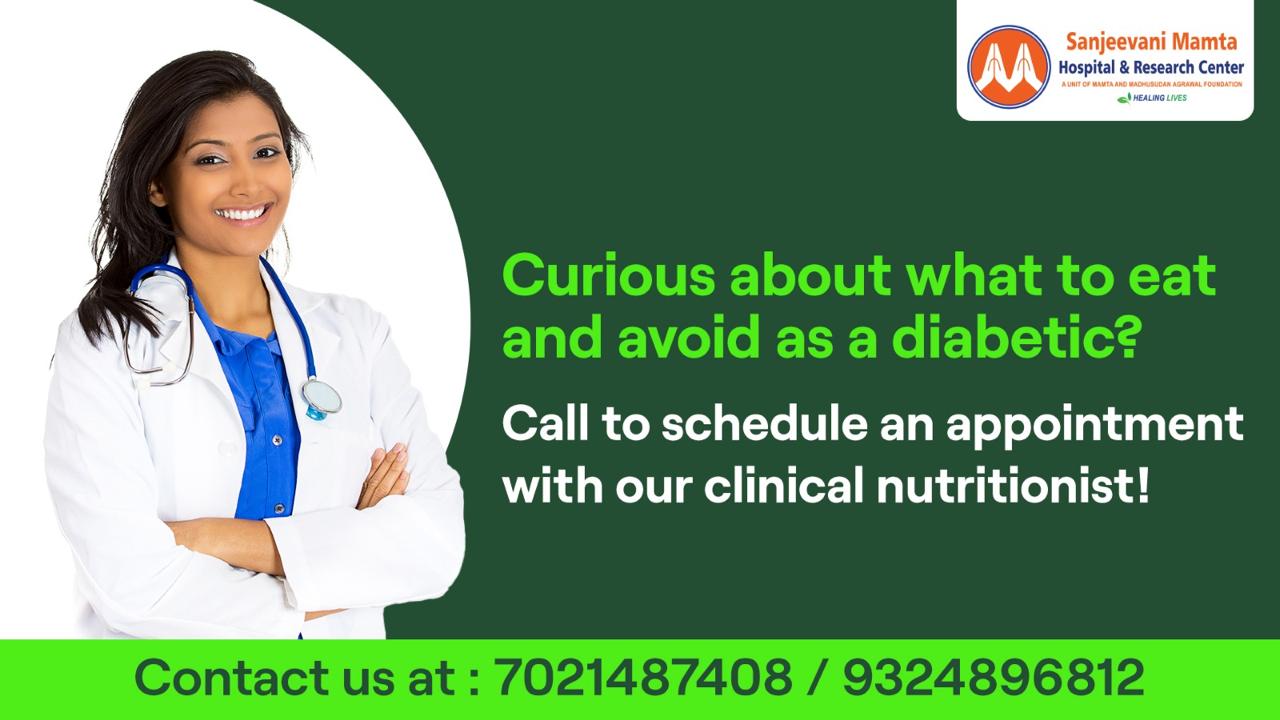 Sanjeevani Mamta
Hospital & Research Center
A UNIT OF MAMTA AND MADHUSUDAN AGRAWAL FOUNDATION
HEALING LIVES
Curious about what to eat
and avoid as a diabetic?
Call to schedule an appointment
with our clinical nutritionist!
Contact us at : 7021487408 / 9324896812